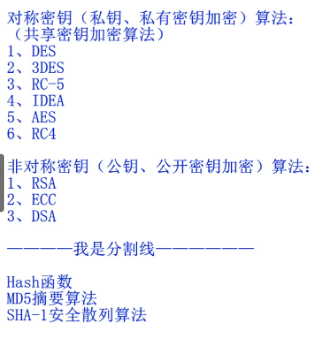 对称密钥（私钥、私有密钥加密）算法：
（共享密钥加密算法）
1、DES
2、3DES
3、RC-5
4、IDEA
5、AES
6、RC4
非对称密钥（公钥、公开密钥加密）算法：
1、RSA
2、ECC
3、DSA
————我是分割线——————
Hash函数
MD5摘要算法
SHA-1安全散列算法